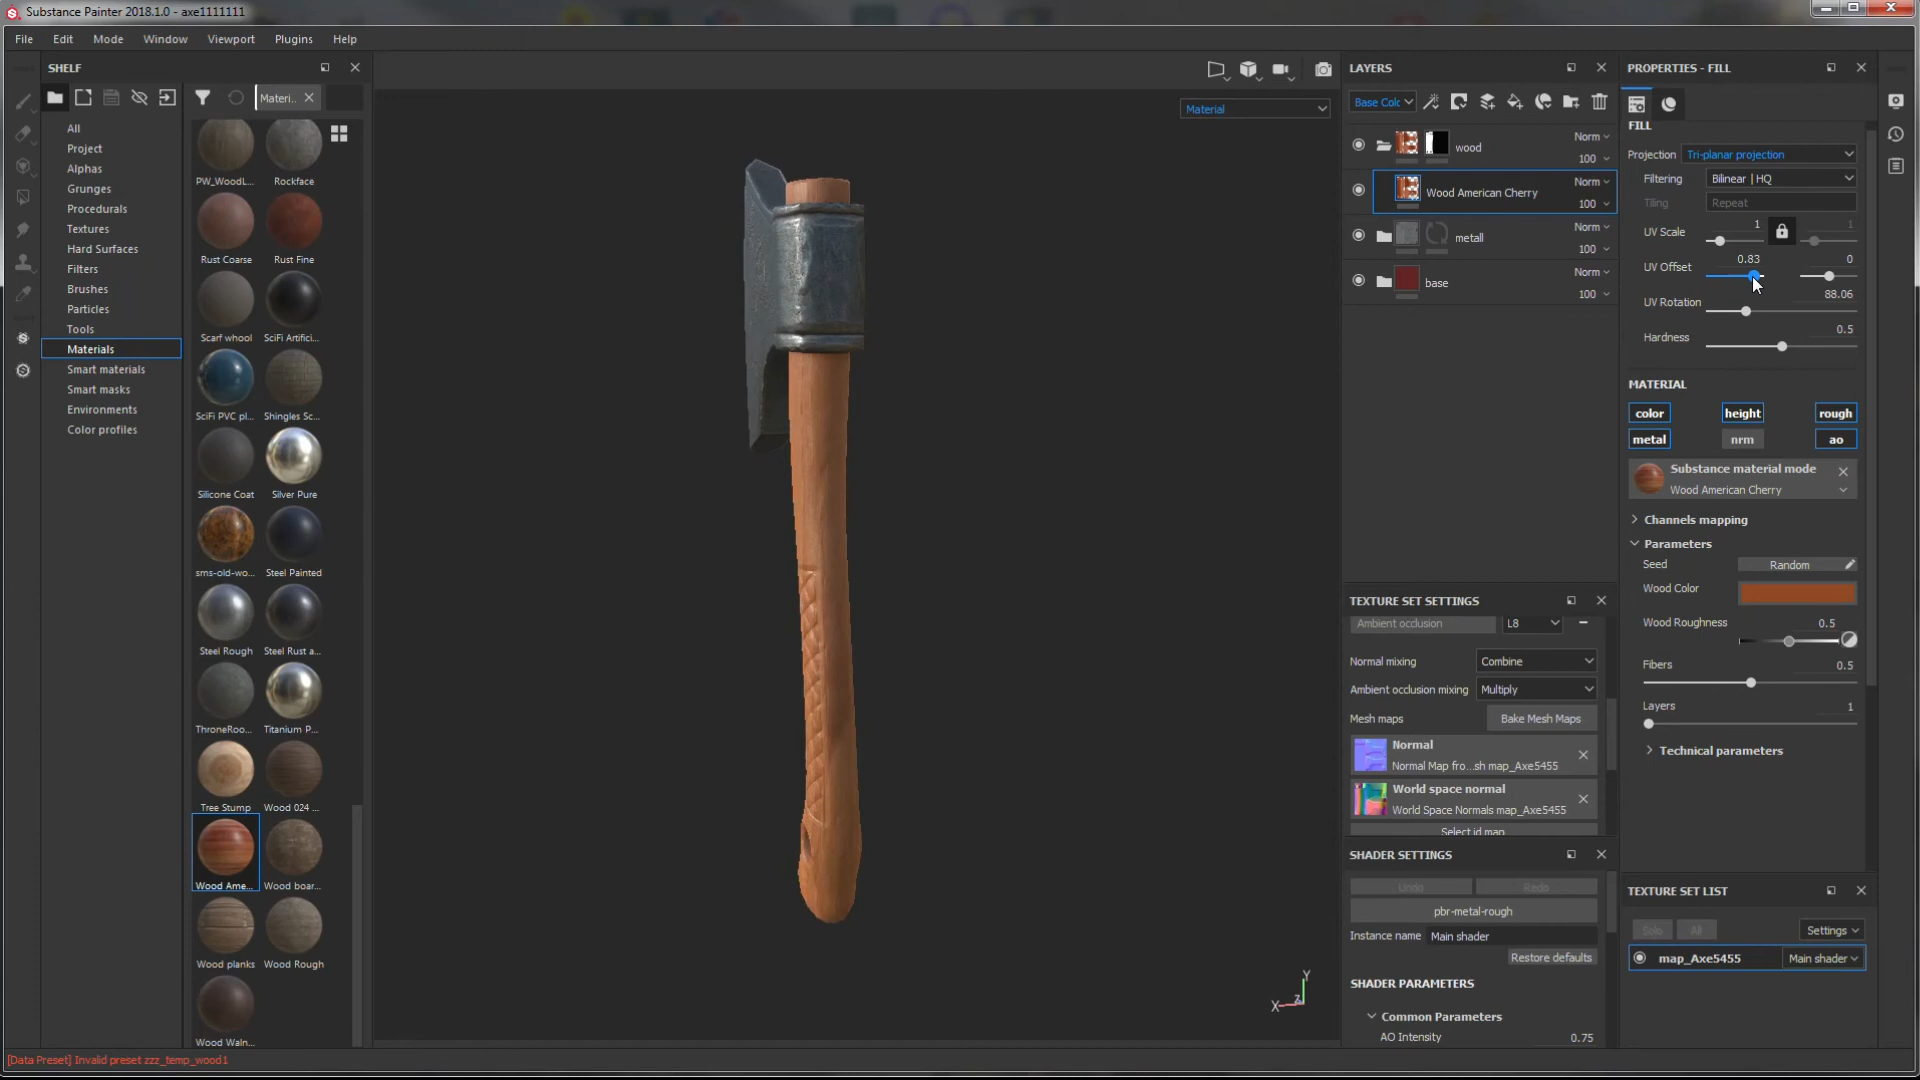 Substance Painter 2018.1.0 - axe1111111
File Edit Mode Window Viewport Plugins Help
SHELF
Materi...
All
Project
Alphas
Grunges
Procedurals
Textures
Hard Surfaces
Filters
Brushes
Particles
Tools
Materials
Smart materials
Smart masks
Environments
Color profiles
PW_WoodL... Rockface
Rust Coarse Rust Fine
Scarf whool SciFi Artifici...
SciFi PVC pl... Shingles Sc...
Silicone Coat Silver Pure
sms-old-wo... Steel Painted
Steel Rough Steel Rust a...
ThroneRoo... Titanium P...
Tree Stump Wood 024 ...
Wood Ame... Wood boar...
Wood planks Wood Rough
Wood Waln...
[Data Preset] Invalid preset zzz_temp_wood1
Material
Y
X
Z
LAYERS
Base Colc
wood Norm 100
Wood American Cherry Norm 100
metall Norm 100
base Norm 100
TEXTURE SET SETTINGS
Ambient occlusion L8
Normal mixing Combine
Ambient occlusion mixing Multiply
Mesh maps Bake Mesh Maps
Normal
Normal Map fro...sh map_Axe5455
World space normal
World Space Normals map_Axe5455
Select id map
SHADER SETTINGS
Undo Redo
pbr-metal-rough
Instance name Main shader
Restore defaults
SHADER PARAMETERS
Common Parameters
AO Intensity 0.75
PROPERTIES - FILL
FILL
Projection Tri-planar projection
Filtering Bilinear | HQ
Tiling Repeat
UV Scale 1 1
UV Offset 0.83 0
UV Rotation 88.06
Hardness 0.5
MATERIAL
color height rough
metal nrm ao
Substance material mode
Wood American Cherry
Channels mapping
Parameters
Seed Random
Wood Color
Wood Roughness 0.5
Fibers 0.5
Layers 1
Technical parameters
TEXTURE SET LIST
Solo All Settings
map_Axe5455 Main shader